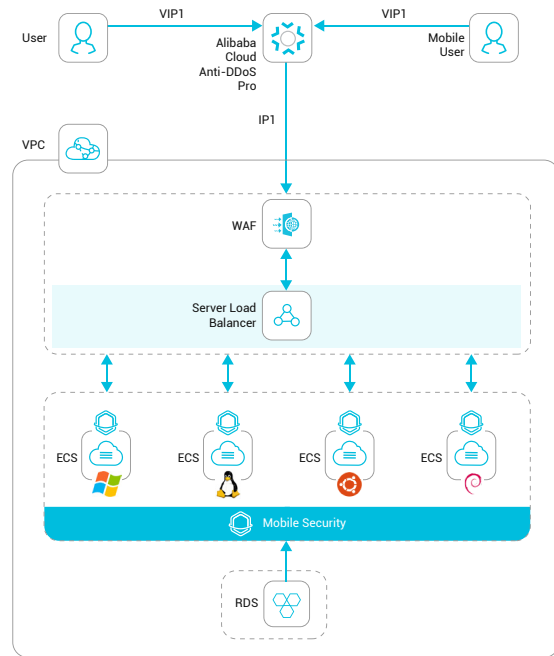 VIP1
VIP1
User
Alibaba
Cloud
Anti-DDoS
Pro
Mobile
User
IP1
VPC
WAF
Server Load
Balancer
ECS
ECS
ECS
ECS
Mobile Security
RDS